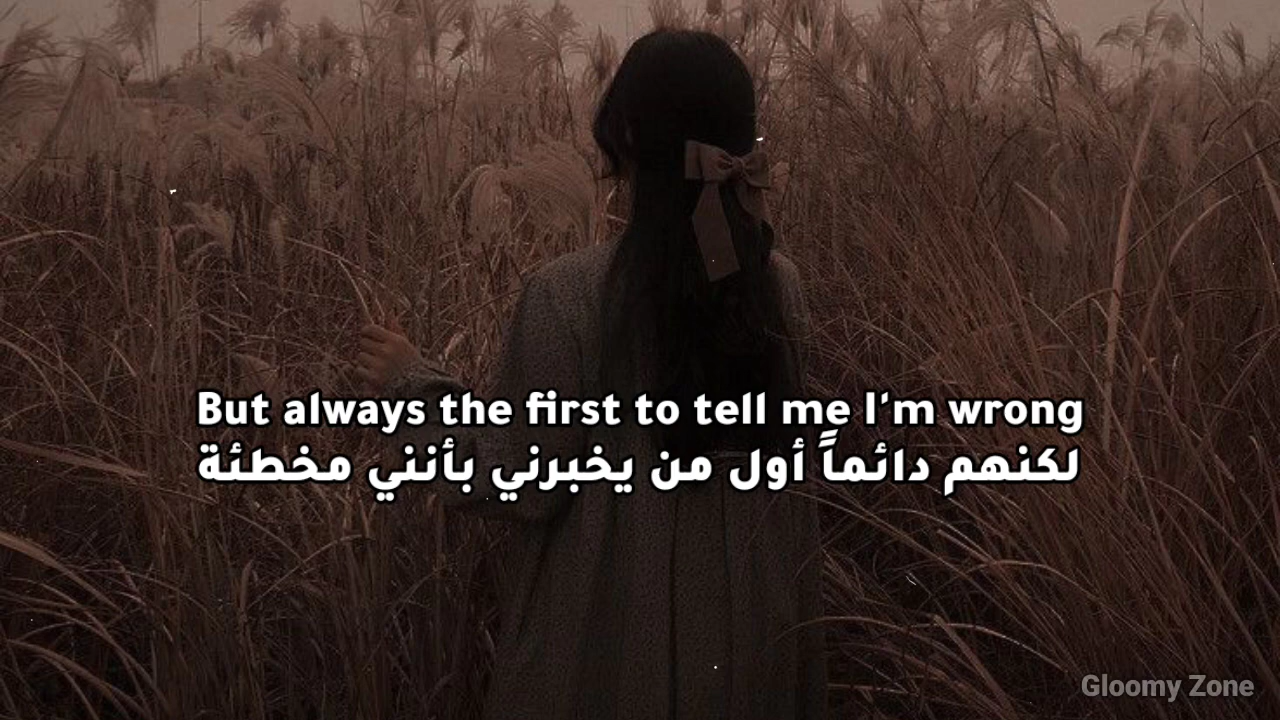 But always the first to tell me I'm wrong
لكنهم دائماً أول من يخبرني بأنني مخطئة
Gloomy Zone